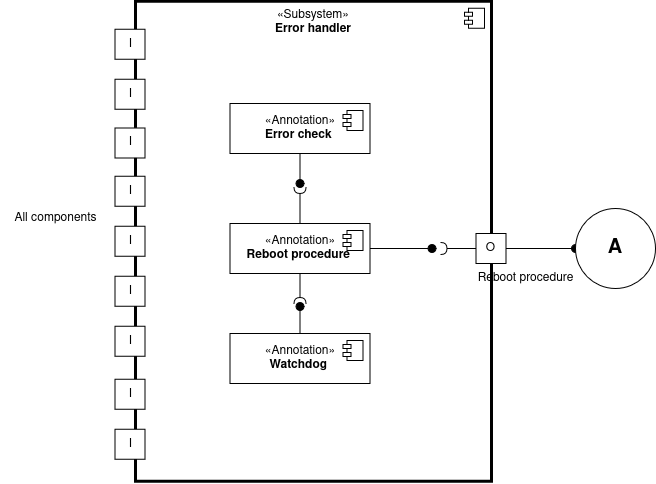 «Subsystem»
Error handler
I
I
I
I
I
I
I
I
I
All components
«Annotation»
Error check
«Annotation»
Reboot procedure
O
Reboot procedure
A
«Annotation»
Watchdog